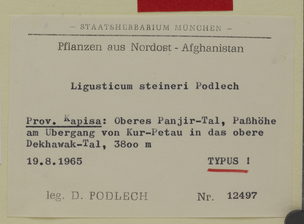 – STAATSHERBARIUM MÜNCHEN –
Pflanzen aus Nordost - Afghanistan
Ligusticum steineri Podlech
Prov. Kapisa: Oberes Panjir-Tal, Paßhöhe
am Übergang von Kur-Petau in das obere
Dekhawak-Tal, 3800 m
19.8.1965 TYPUS !
leg. D. PODLECH Nr. 12497